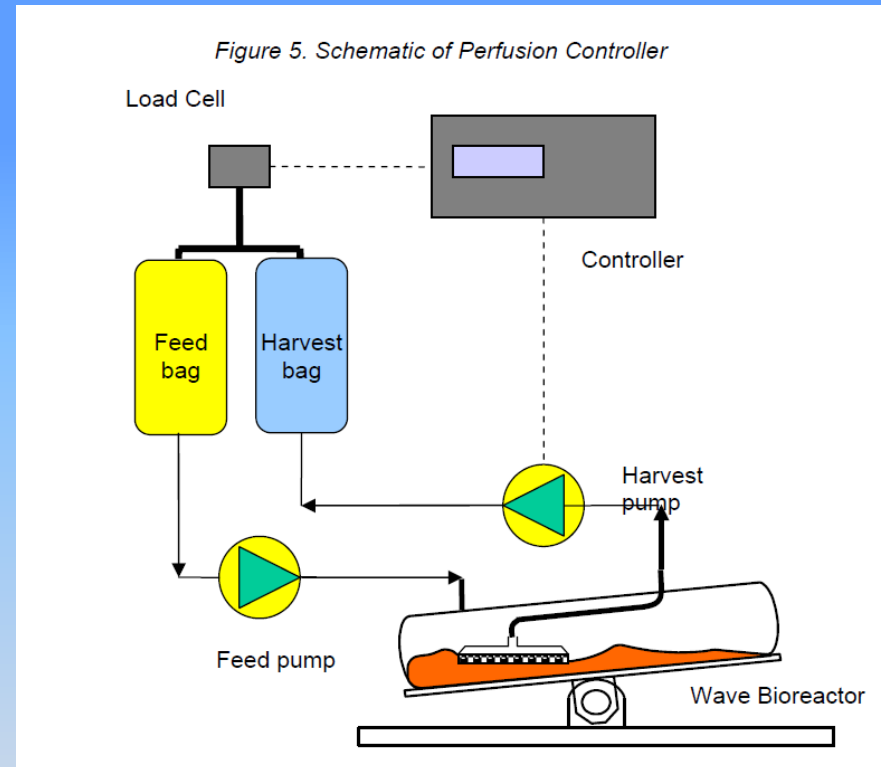 Figure 5. Schematic of Perfusion Controller
Load Cell
Controller
Feed
bag
Harvest
bag
Harvest
pump
Feed pump
Wave Bioreactor